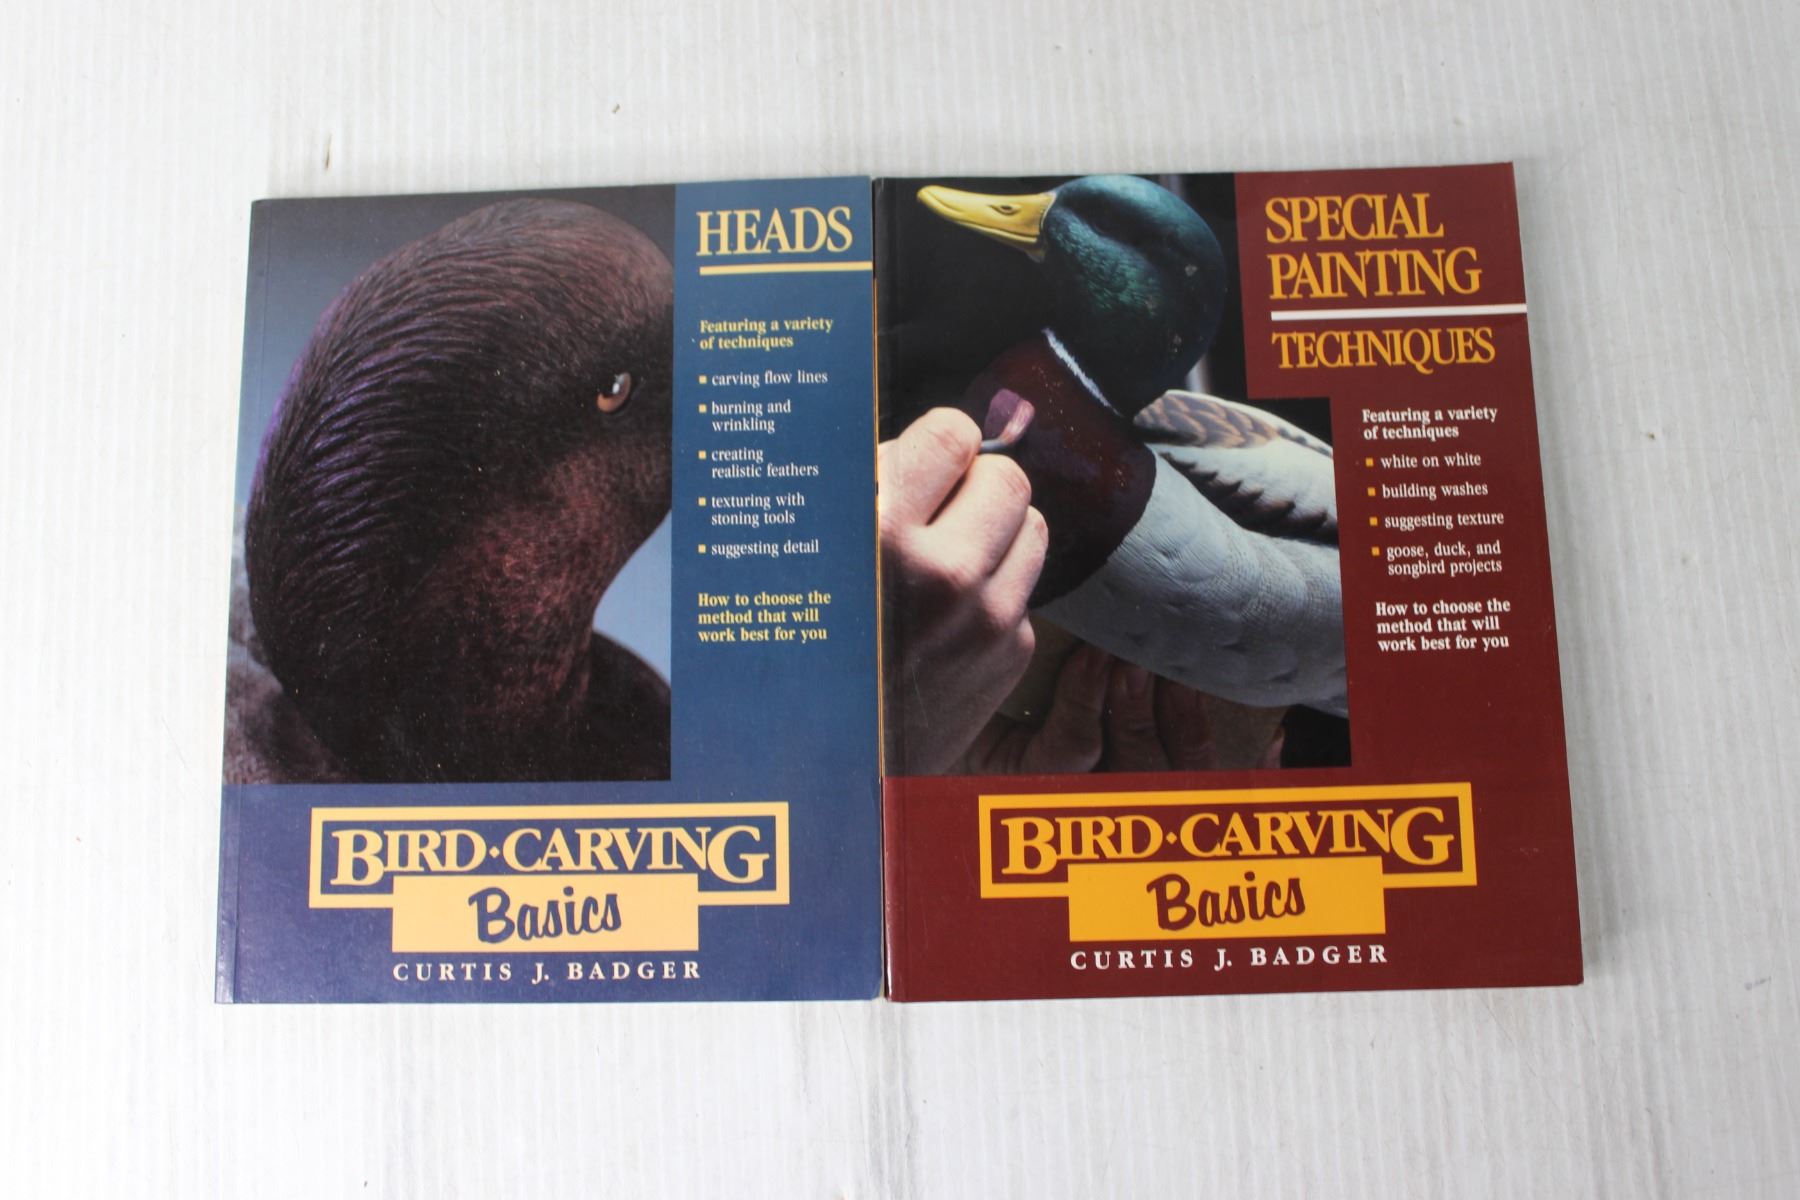 HEADS
Featuring a variety
of techniques
▪ carving flow lines
▪ burning and
wrinkling
▪ creating
realistic feathers
▪ texturing with
stoning tools
▪ suggesting detail
How to choose the
method that will
work best for you
BIRD·CARVING
Basics
CURTIS J. BADGER
SPECIAL
PAINTING
TECHNIQUES
Featuring a variety
of techniques
▪ white on white
▪ building washes
▪ suggesting texture
▪ goose, duck, and
songbird projects
How to choose the
method that will
work best for you
BIRD·CARVING
Basics
CURTIS J. BADGER